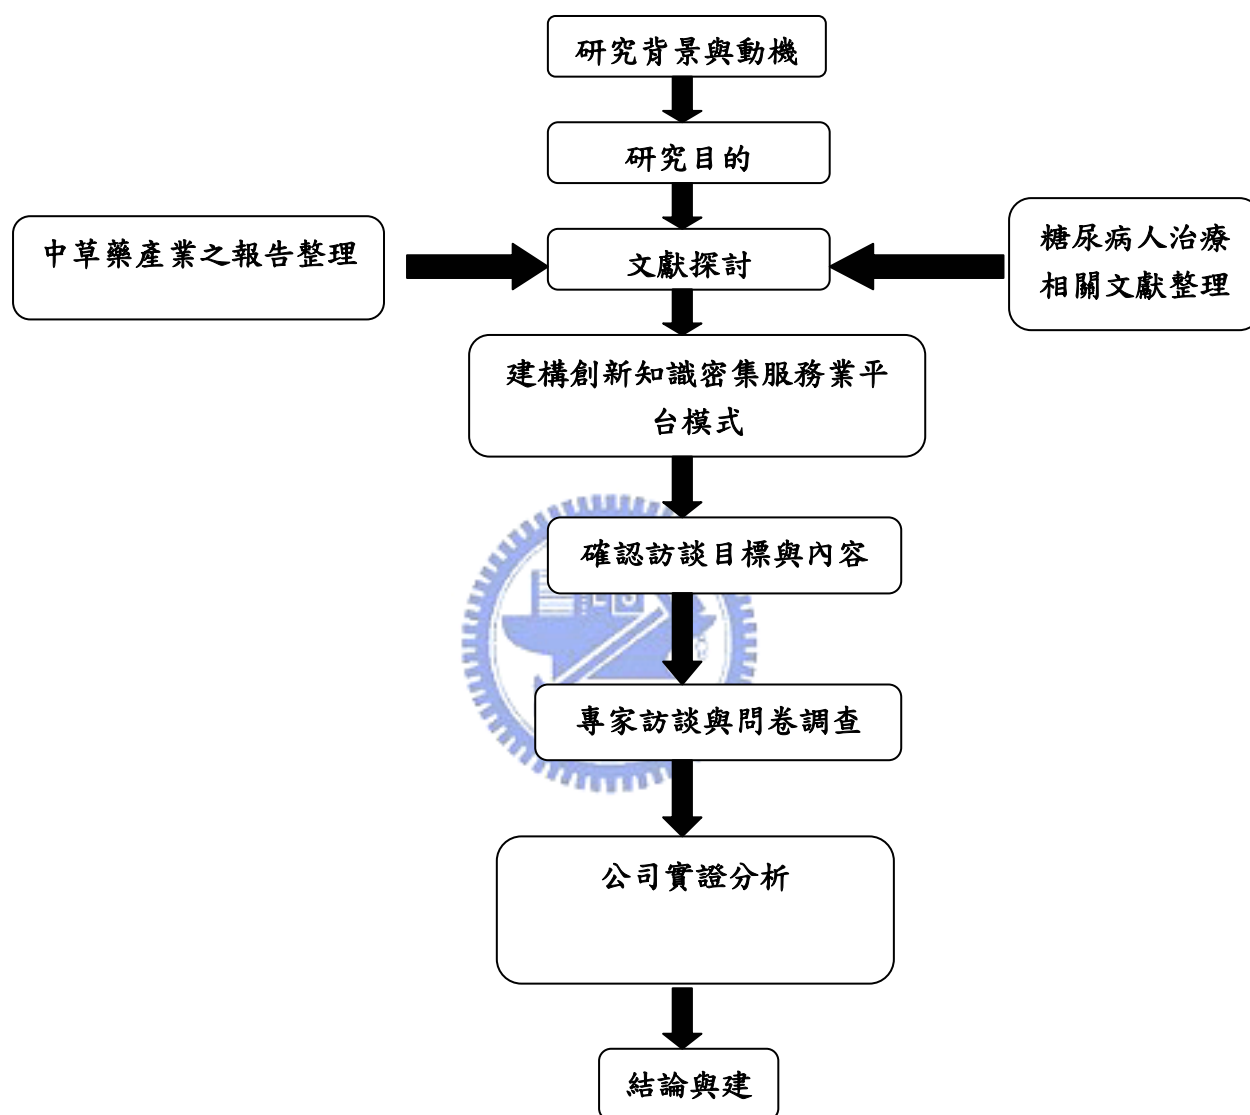 研究背景與動機
研究目的
中草藥產業之報告整理
文獻探討
糖尿病人治療
相關文獻整理
建構創新知識密集服務業平
台模式
確認訪談目標與內容
專家訪談與問卷調查
公司實證分析
結論與建